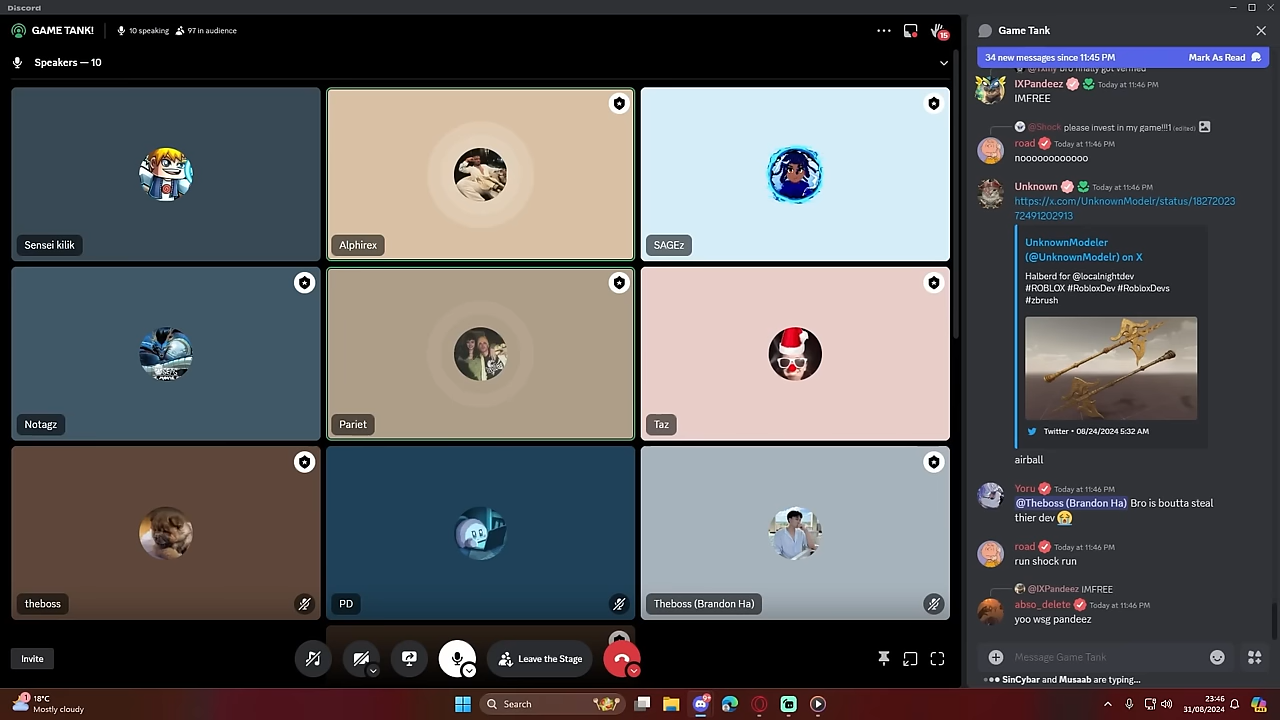 Discord
GAME TANK!
10 speaking
97 in audience
15
Speakers — 10
Sensei kilik
Alphirex
SAGEz
Notagz
Pariet
Taz
theboss
PD
Theboss (Brandon Ha)
Invite
Leave the Stage
Game Tank
34 new messages since 11:45 PM
Mark As Read
IXPandeez Today at 11:46 PM
IMFREE
@Shock please invest in my game!!!1 (edited)
road Today at 11:46 PM
noooooooooooo
Unknown Today at 11:46 PM
https://x.com/UnknownModelr/status/18272023
72491202913
UnknownModeler
(@UnknownModelr) on X
Halberd for @localnightdev
#ROBLOX #RobloxDev #RobloxDevs
#zbrush
Twitter • 08/24/2024 5:32 AM
airball
Yoru Today at 11:46 PM
@Theboss (Brandon Ha) Bro is boutta steal
thier dev
road Today at 11:46 PM
run shock run
@IXPandeez IMFREE
abso_delete Today at 11:46 PM
yoo wsg pandeez
Message Game Tank
SinCybar and Musaab are typing...
18°C
Mostly cloudy
Search
23:46
31/08/2024